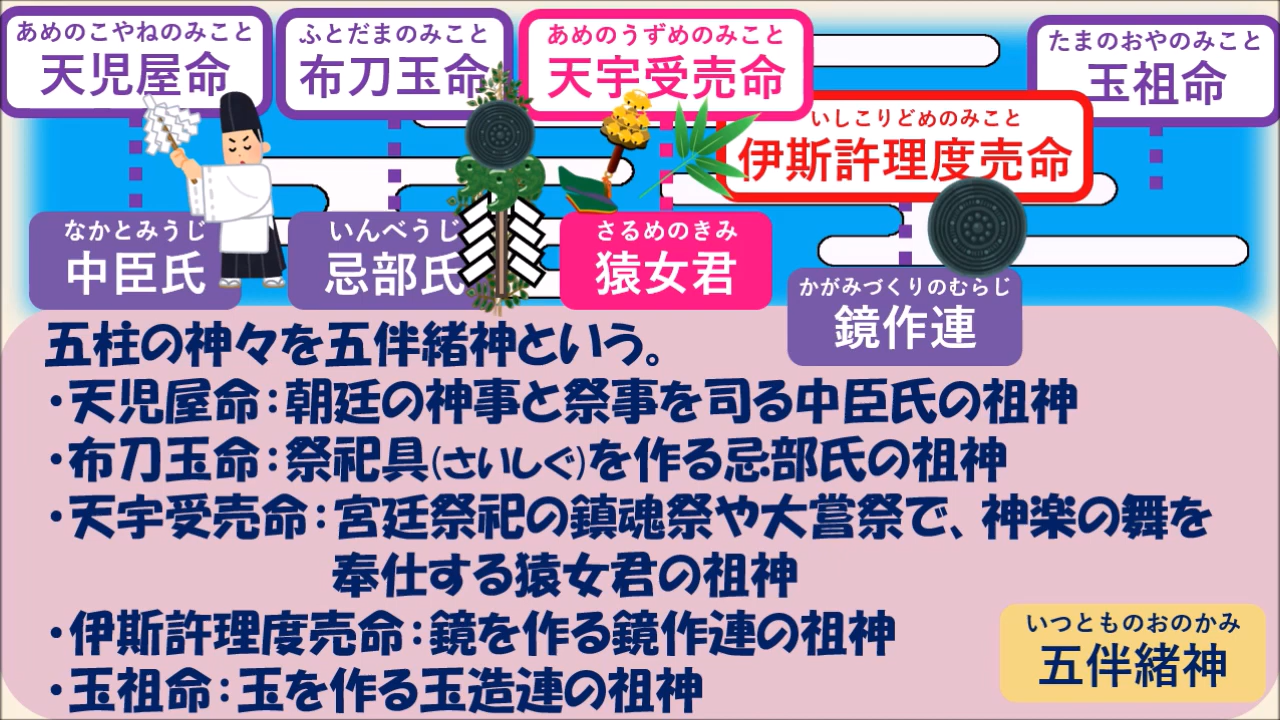 あめのこやねのみこと
天児屋命
ふとだまのみこと
布刀玉命
あめのうずめのみこと
天宇受売命
たまのおやのみこと
玉祖命
いしこりどめのみこと
伊斯許理度売命
なかとみうじ
中臣氏
いんべうじ
忌部氏
さるめのきみ
猿女君
かがみづくりのむらじ
鏡作連
五柱の神々を五伴緒神という。
・天児屋命：朝廷の神事と祭事を司る中臣氏の祖神
・布刀玉命：祭祀具(さいしぐ)を作る忌部氏の祖神
・天宇受売命：宮廷祭祀の鎮魂祭や大嘗祭で、神楽の舞を
奉仕する猿女君の祖神
・伊斯許理度売命：鏡を作る鏡作連の祖神
・玉祖命：玉を作る玉造連の祖神
いつとものおのかみ
五伴緒神